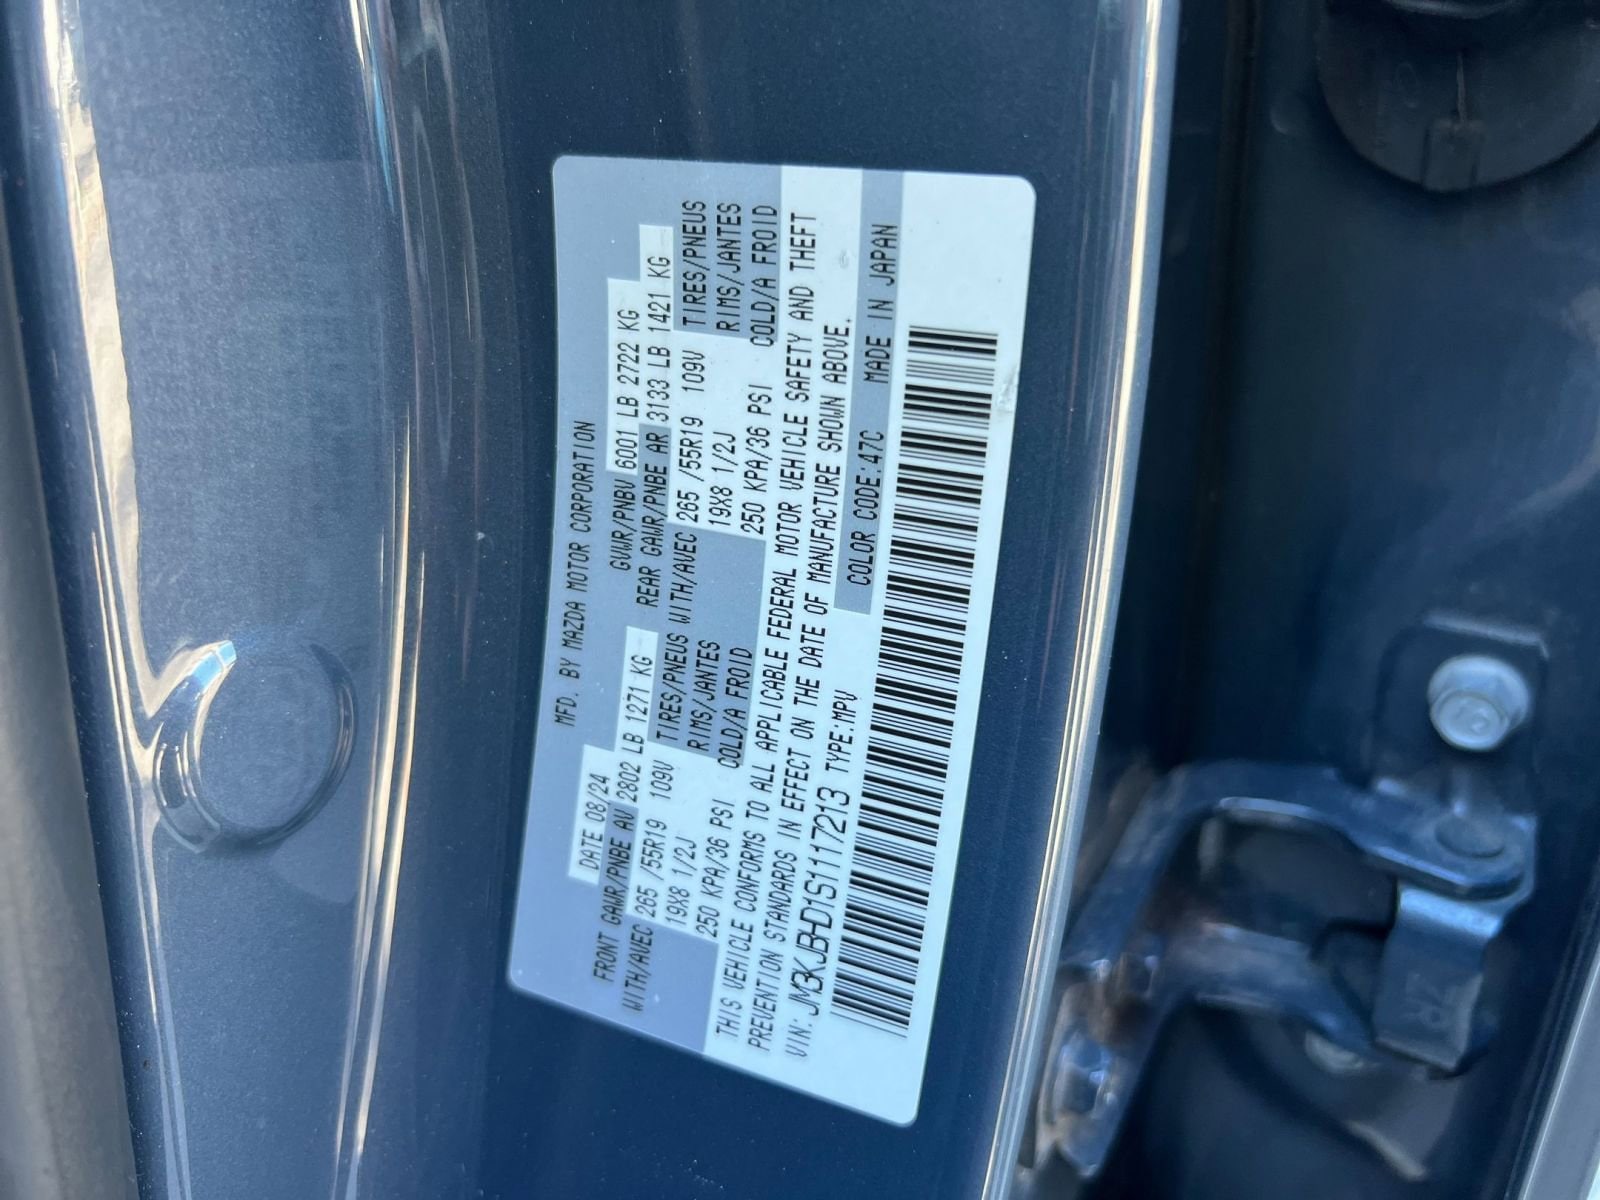 MFD. BY MAZDA MOTOR CORPORATION
DATE 08/24 GVWR/PNBV 6001 LB 2722 KG
FRONT GAWR/PNBE AV 2802 LB 1271 KG REAR GAWR/PNBE AR 3133 LB 1421 KG
WITH/AVEC 265 /55R19 109V TIRES/PNEUS WITH/AVEC 265 /55R19 109V TIRES/PNEUS
19X8 1/2J RIMS/JANTES 19X8 1/2J RIMS/JANTES
250 KPA/36 PSI COLD/A FROID 250 KPA/36 PSI COLD/A FROID
THIS VEHICLE CONFORMS TO ALL APPLICABLE FEDERAL MOTOR VEHICLE SAFETY AND THEFT
PREVENTION STANDARDS IN EFFECT ON THE DATE OF MANUFACTURE SHOWN ABOVE.
VIN: JM3KJBHD1S1117213 TYPE:MPV COLOR CODE:47C MADE IN JAPAN
ZR